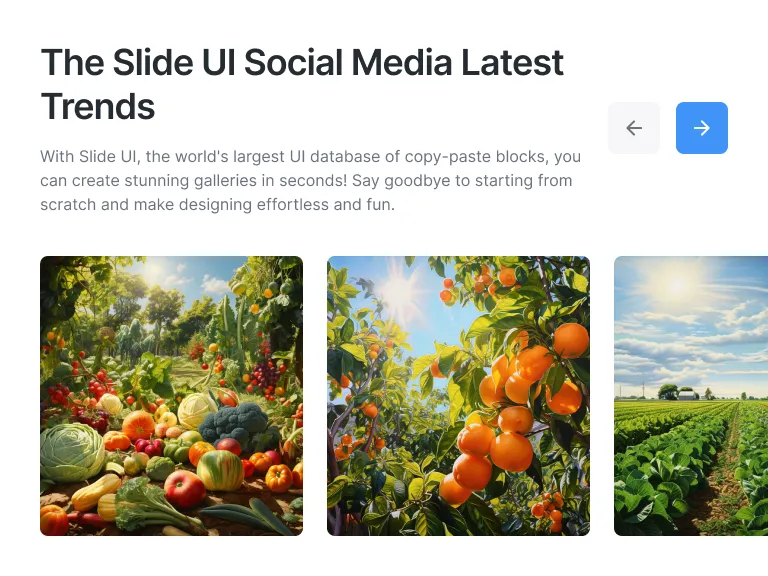 The Slide UI Social Media Latest
Trends
With Slide UI, the world's largest UI database of copy-paste blocks, you
can create stunning galleries in seconds! Say goodbye to starting from
scratch and make designing effortless and fun.